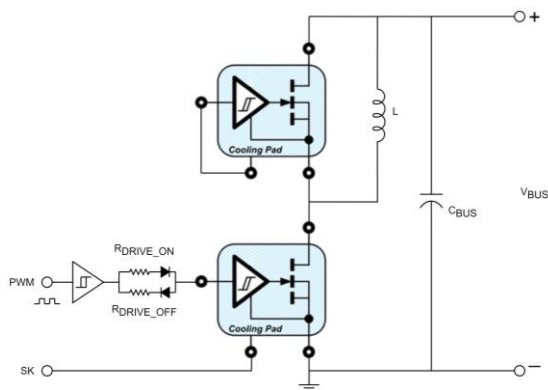 +
Cooling Pad
L
CBUS
VBUS
RDRIVE_ON
PWM
RDRIVE_OFF
Cooling Pad
SK
−